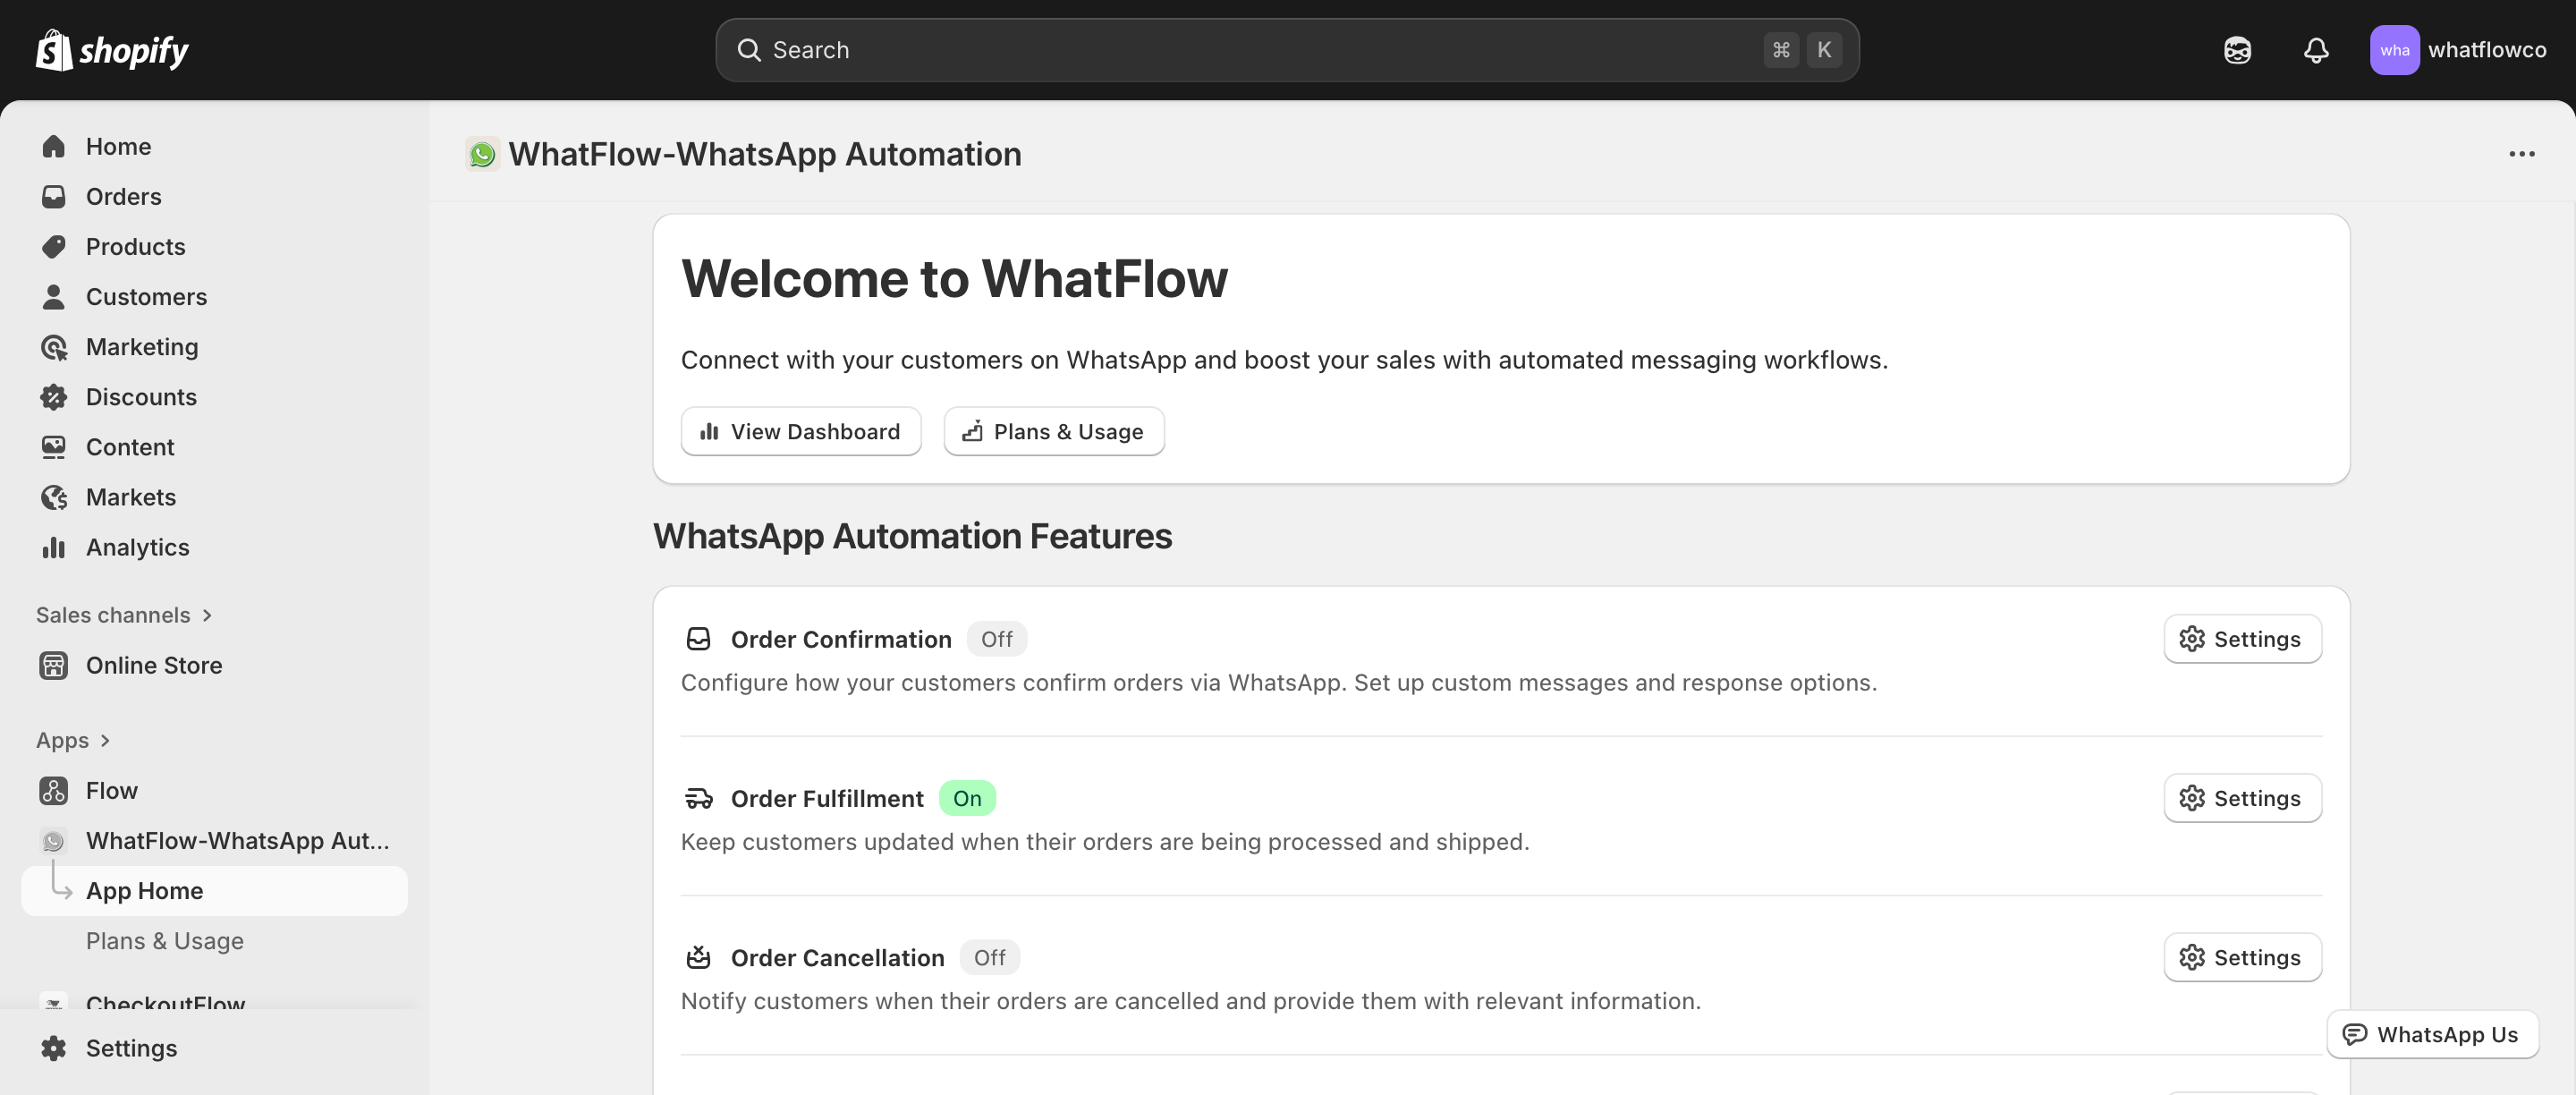 shopify
Search
⌘ K
wha
whatflowco
Home
Orders
Products
Customers
Marketing
Discounts
Content
Markets
Analytics
Sales channels
Online Store
Apps
Flow
WhatFlow-WhatsApp Aut...
App Home
Plans & Usage
CheckoutFlow
Settings
WhatFlow-WhatsApp Automation
Welcome to WhatFlow
Connect with your customers on WhatsApp and boost your sales with automated messaging workflows.
View Dashboard
Plans & Usage
WhatsApp Automation Features
Order Confirmation Off
Settings
Configure how your customers confirm orders via WhatsApp. Set up custom messages and response options.
Order Fulfillment On
Settings
Keep customers updated when their orders are being processed and shipped.
Order Cancellation Off
Settings
Notify customers when their orders are cancelled and provide them with relevant information.
WhatsApp Us